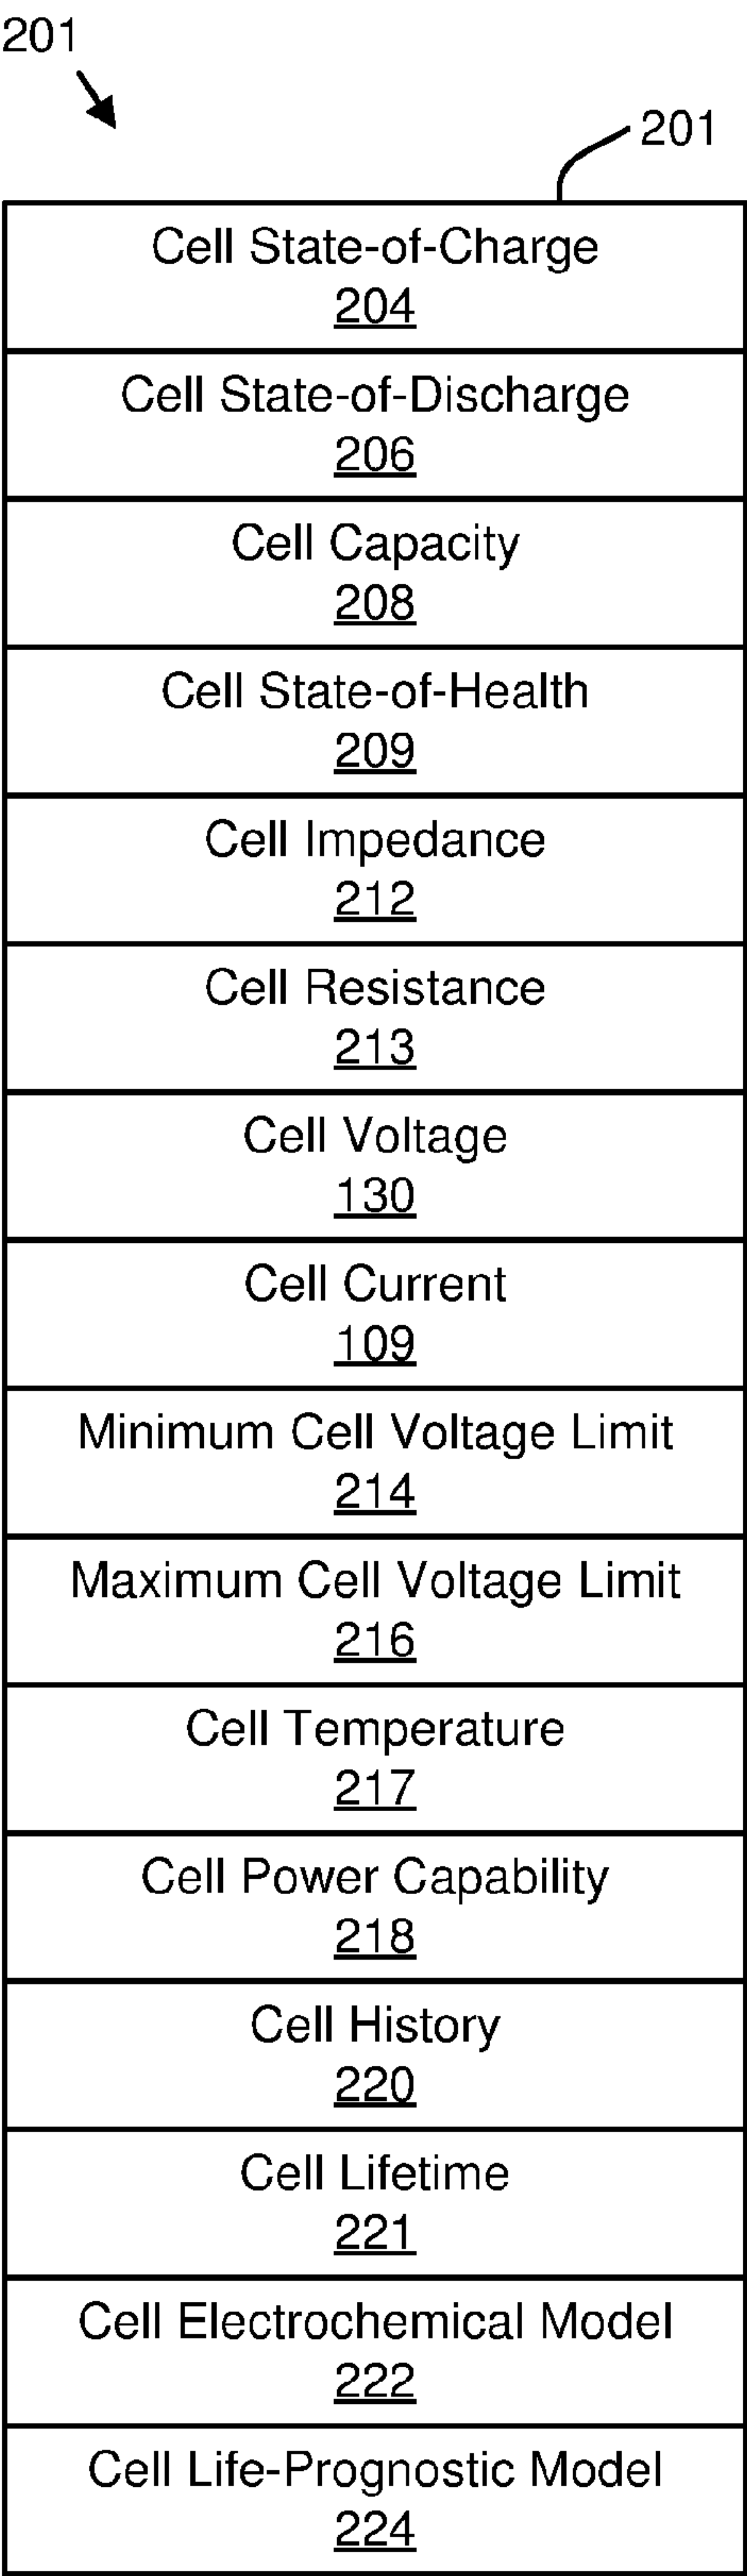 201
201
Cell State-of-Charge
204
Cell State-of-Discharge
206
Cell Capacity
208
Cell State-of-Health
209
Cell Impedance
212
Cell Resistance
213
Cell Voltage
130
Cell Current
109
Minimum Cell Voltage Limit
214
Maximum Cell Voltage Limit
216
Cell Temperature
217
Cell Power Capability
218
Cell History
220
Cell Lifetime
221
Cell Electrochemical Model
222
Cell Life-Prognostic Model
224